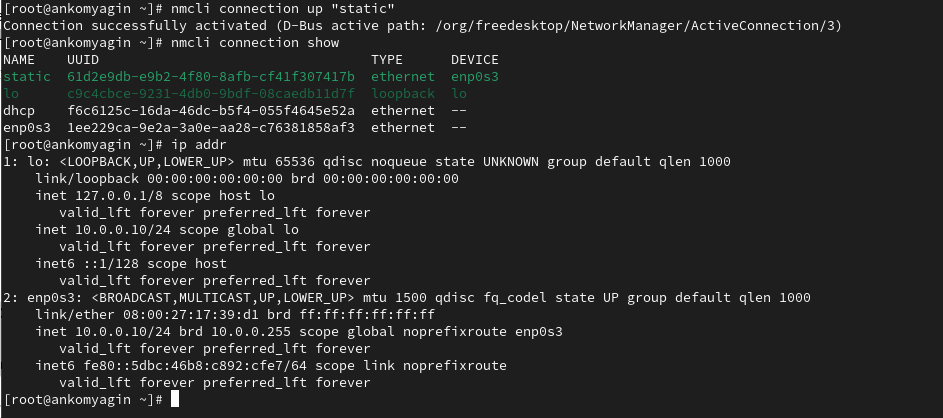 [root@ankomyagin ~]# nmcli connection up "static"
Connection successfully activated (D-Bus active path: /org/freedesktop/NetworkManager/ActiveConnection/3)
[root@ankomyagin ~]# nmcli connection show
NAME    UUID                                  TYPE      DEVICE
static  61d2e9db-e9b2-4f80-8afb-cf41f307417b  ethernet  enp0s3
lo      c9c4cbce-9231-4db0-9bdf-08caedb11d7f  loopback  lo
dhcp    f6c6125c-16da-46dc-b5f4-055f4645e52a  ethernet  --
enp0s3  1ee229ca-9e2a-3a0e-aa28-c76381858af3  ethernet  --
[root@ankomyagin ~]# ip addr
1: lo: <LOOPBACK,UP,LOWER_UP> mtu 65536 qdisc noqueue state UNKNOWN group default qlen 1000
    link/loopback 00:00:00:00:00:00 brd 00:00:00:00:00:00
    inet 127.0.0.1/8 scope host lo
       valid_lft forever preferred_lft forever
    inet 10.0.0.10/24 scope global lo
       valid_lft forever preferred_lft forever
    inet6 ::1/128 scope host
       valid_lft forever preferred_lft forever
2: enp0s3: <BROADCAST,MULTICAST,UP,LOWER_UP> mtu 1500 qdisc fq_codel state UP group default qlen 1000
    link/ether 08:00:27:17:39:d1 brd ff:ff:ff:ff:ff:ff
    inet 10.0.0.10/24 brd 10.0.0.255 scope global noprefixroute enp0s3
       valid_lft forever preferred_lft forever
    inet6 fe80::5dbc:46b8:c892:cfe7/64 scope link noprefixroute
       valid_lft forever preferred_lft forever
[root@ankomyagin ~]#